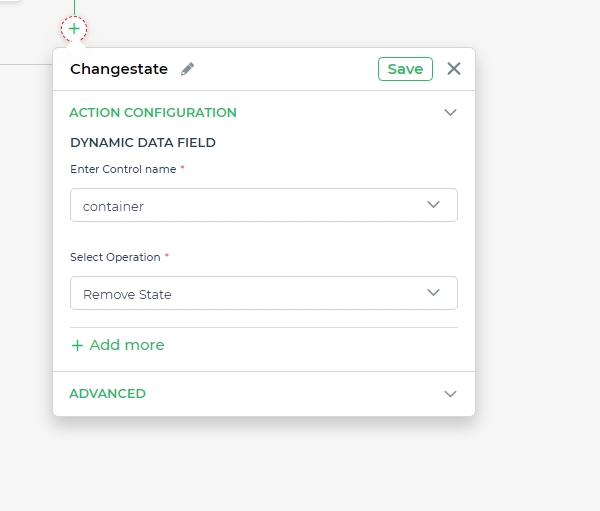 Changestate
Save
ACTION CONFIGURATION
DYNAMIC DATA FIELD
Enter Control name *
container
Select Operation *
Remove State
+ Add more
ADVANCED